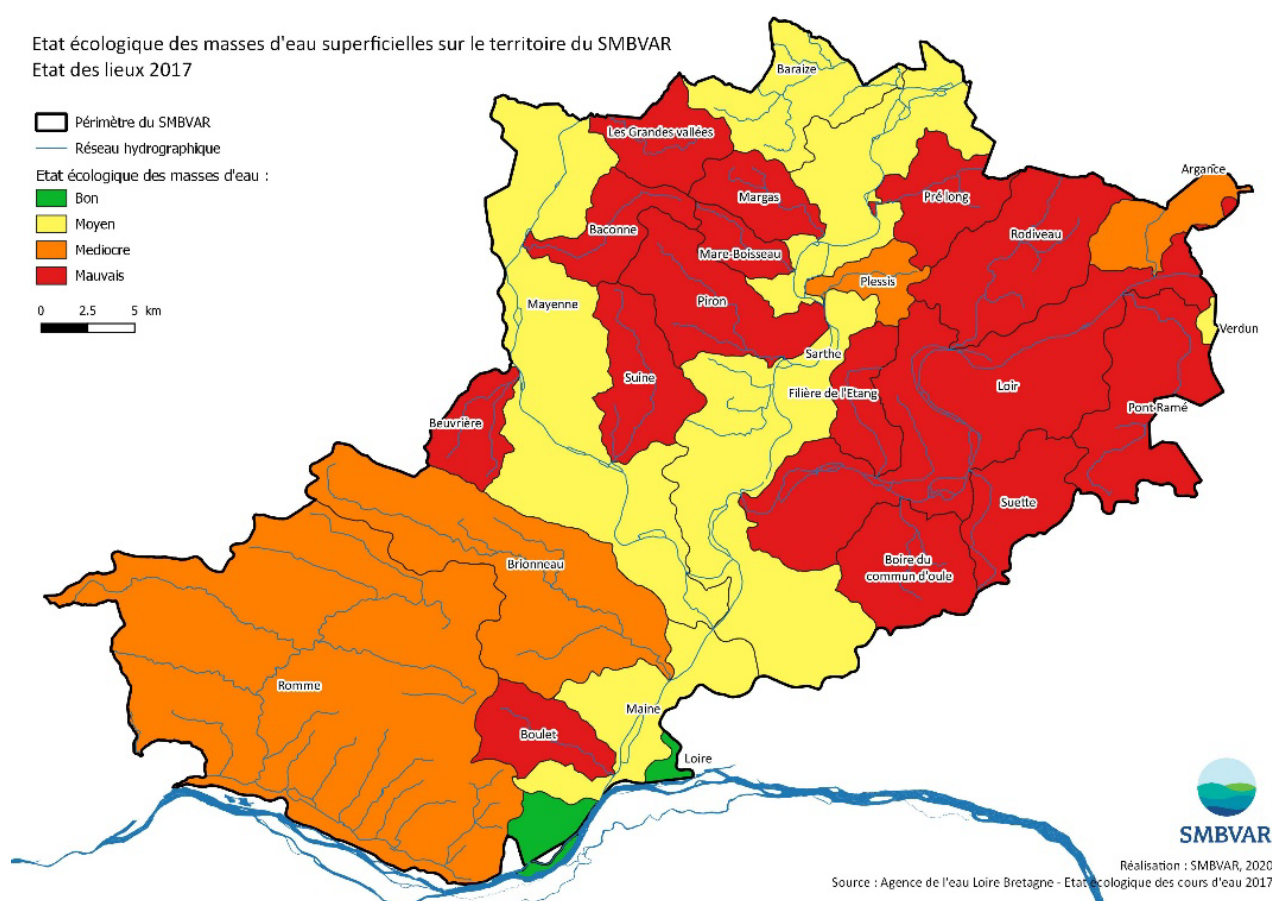 Etat écologique des masses d'eau superficielles sur le territoire du SMBVAR
Etat des lieux 2017
Périmètre du SMBVAR
Réseau hydrographique
Etat écologique des masses d'eau :
Bon
Moyen
Mediocre
Mauvais
0 2.5 5 km
Baraize
Les Grandes vallées
Argance
Margas
Pré long
Baconne
Rodiveau
Mare-Boisseau
Plessis
Mayenne
Piron
Verdun
Sarthe
Suine
Filière de l'Etang
Loir
Pont Ramé
Beuvrière
Suette
Boire du
commun d'oule
Brionneau
Romme
Maine
Boulet
Loire
SMBVAR
Réalisation : SMBVAR, 2020
Source : Agence de l'eau Loire Bretagne - Etat écologique des cours d'eau 2017